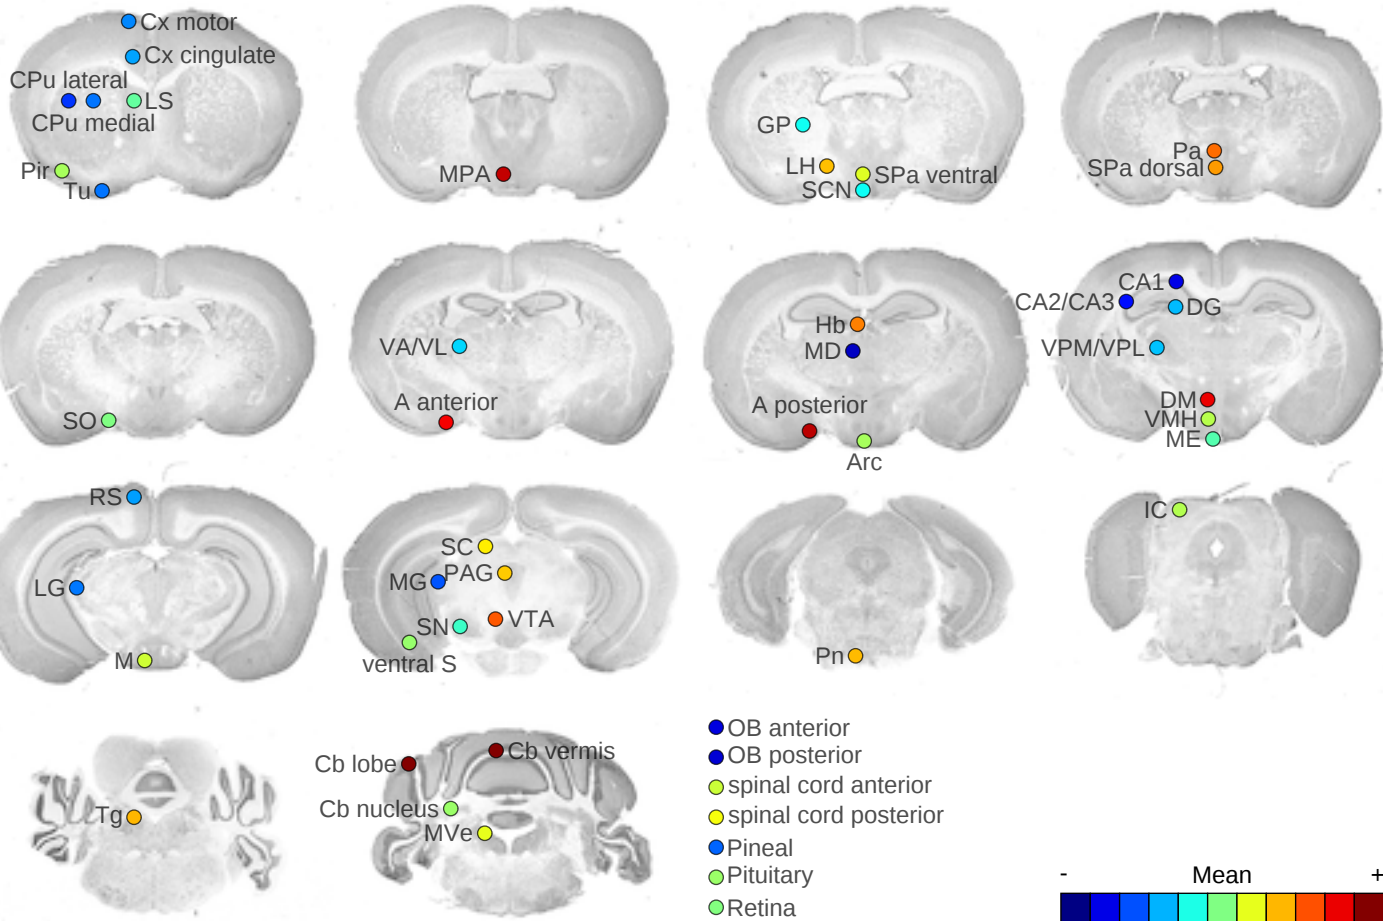 Cx motor
Cx cingulate
CPu lateral
LS
CPu medial
Pir
Tu
MPA
GP
LH
SPa ventral
SCN
Pa
SPa dorsal
SO
VA/VL
A anterior
Hb
MD
A posterior
Arc
CA1
CA2/CA3
DG
VPM/VPL
DM
VMH
ME
RS
LG
M
SC
PAG
MG
VTA
SN
ventral S
Pn
IC
Tg
Cb lobe
Cb vermis
Cb nucleus
MVe
OB anterior
OB posterior
spinal cord anterior
spinal cord posterior
Pineal
Pituitary
Retina
- Mean +